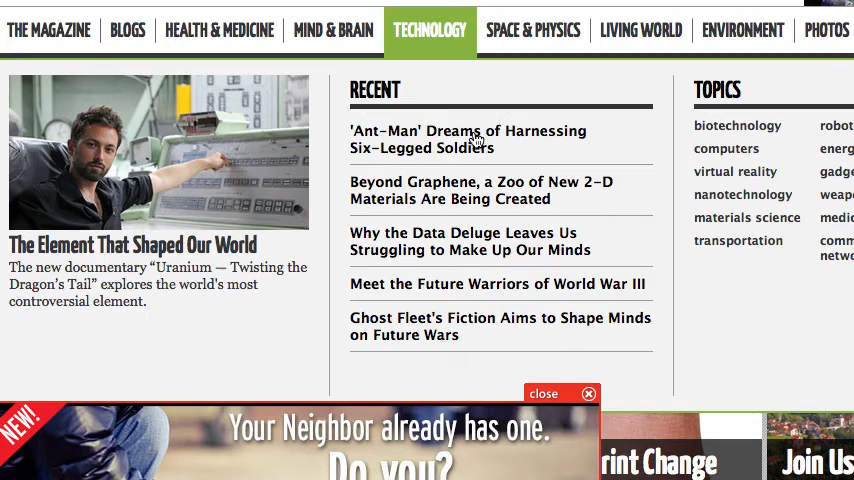 THE MAGAZINE BLOGS HEALTH & MEDICINE MIND & BRAIN TECHNOLOGY SPACE & PHYSICS LIVING WORLD ENVIRONMENT PHOTOS
The Element That Shaped Our World
The new documentary “Uranium — Twisting the
Dragon’s Tail” explores the world's most
controversial element.
RECENT
'Ant-Man' Dreams of Harnessing
Six-Legged Soldiers
Beyond Graphene, a Zoo of New 2-D
Materials Are Being Created
Why the Data Deluge Leaves Us
Struggling to Make Up Our Minds
Meet the Future Warriors of World War III
Ghost Fleet's Fiction Aims to Shape Minds
on Future Wars
TOPICS
biotechnology
computers
virtual reality
nanotechnology
materials science
transportation
close
NEW!
Your Neighbor already has one.
Do you?
Change
Join Us